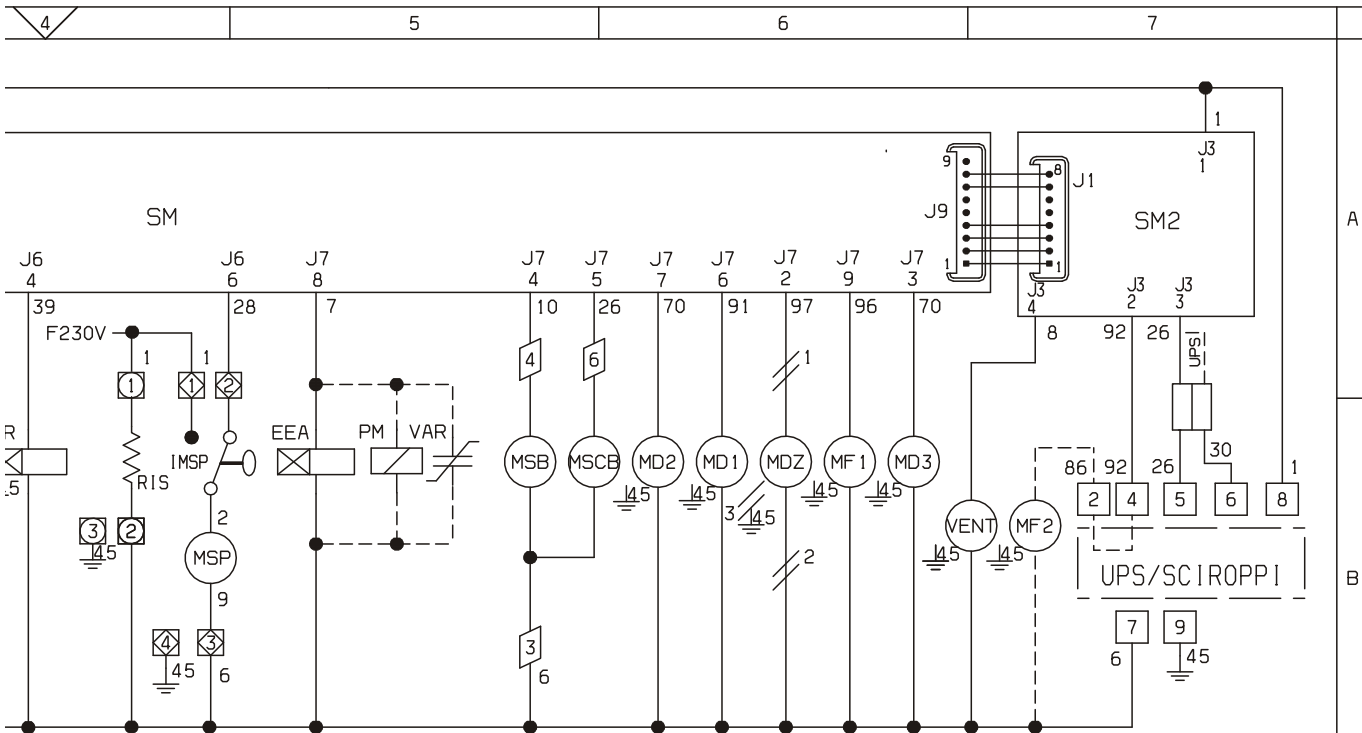 4 5 6 7
1
J3
1
9 8
J1
J9
SM SM2 A
1 1
J6 J6 J7 J7 J7 J7 J7 J7 J7 J7
4 6 8 4 5 7 6 2 9 3
J3 J3 J3
4 2 3
39 28 7 10 26 70 91 97 96 70
8 92 26
F230V
UPSI
1 1 4 6 1
1 1 2
R EEA PM VAR
IMSP
MSB MSCB MD2 MD1 MDZ MF1 MD3
RIS
30
86 92 26 1
45 45 3 45 45 45
2 4 5 6 8
2
3 2
VENT MF2
45
MSP
45 45
2
UPS/SCIROPPI B
9
4 3 3 7 9
45 6 6 6 45